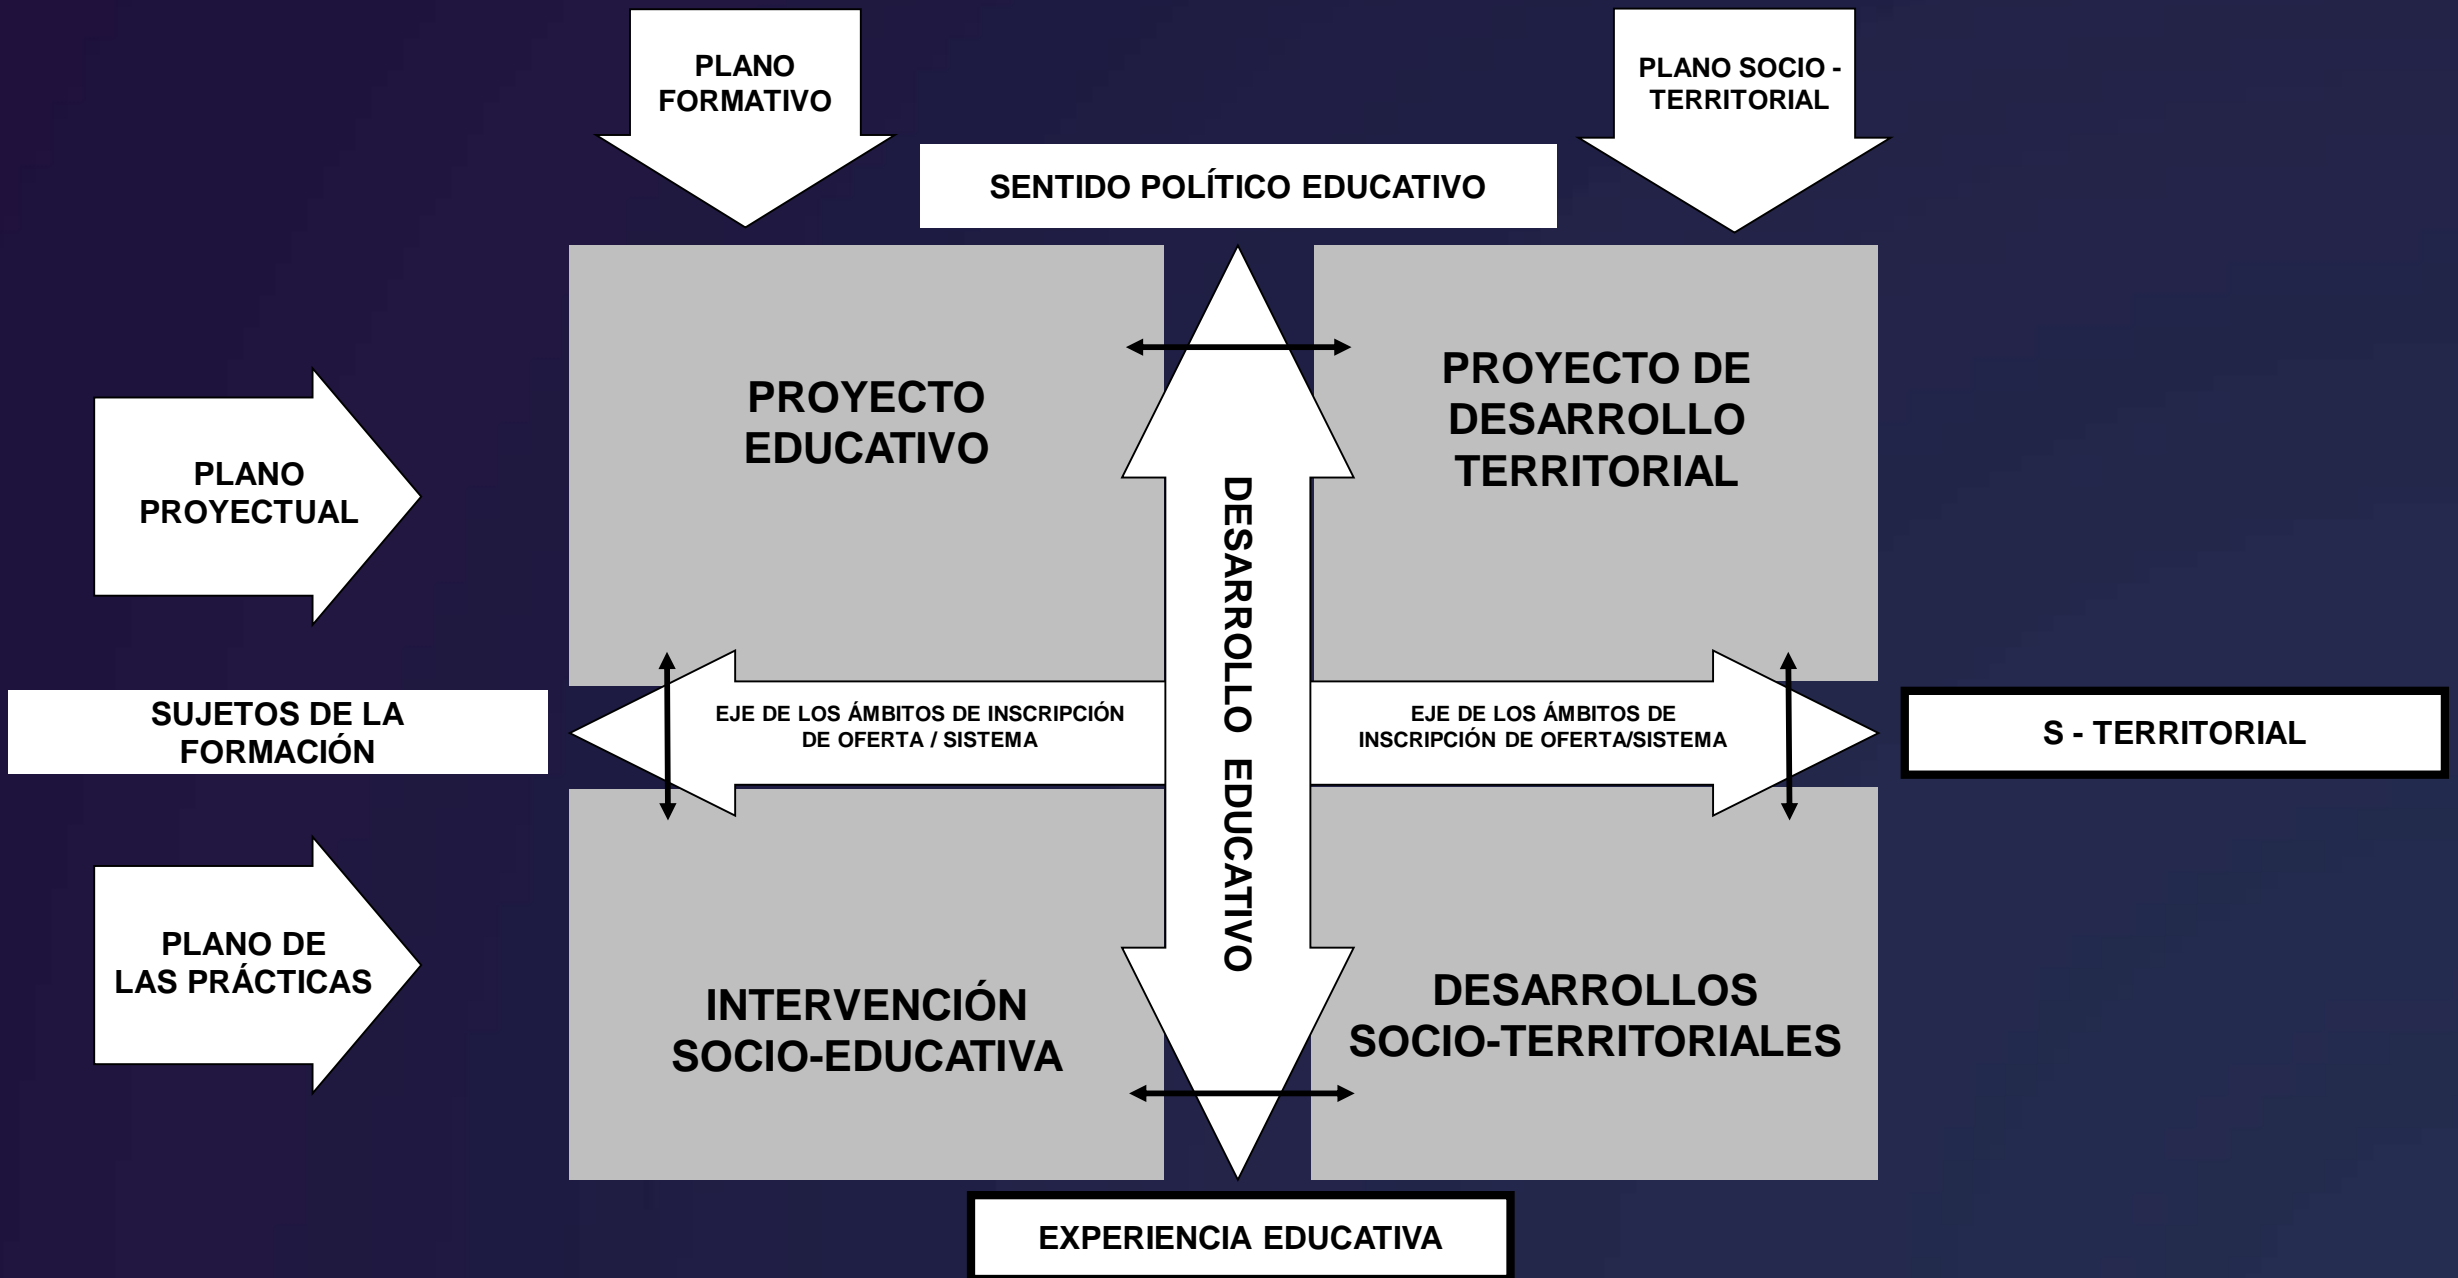 PLANO
FORMATIVO
PLANO SOCIO -
TERRITORIAL
SENTIDO POLÍTICO EDUCATIVO
PROYECTO
EDUCATIVO
PROYECTO DE
DESARROLLO
TERRITORIAL
PLANO
PROYECTUAL
DESARROLLO EDUCATIVO
SUJETOS DE LA
FORMACIÓN
EJE DE LOS ÁMBITOS DE INSCRIPCIÓN
DE OFERTA / SISTEMA
EJE DE LOS ÁMBITOS DE
INSCRIPCIÓN DE OFERTA/SISTEMA
S - TERRITORIAL
PLANO DE
LAS PRÁCTICAS
INTERVENCIÓN
SOCIO-EDUCATIVA
DESARROLLOS
SOCIO-TERRITORIALES
EXPERIENCIA EDUCATIVA